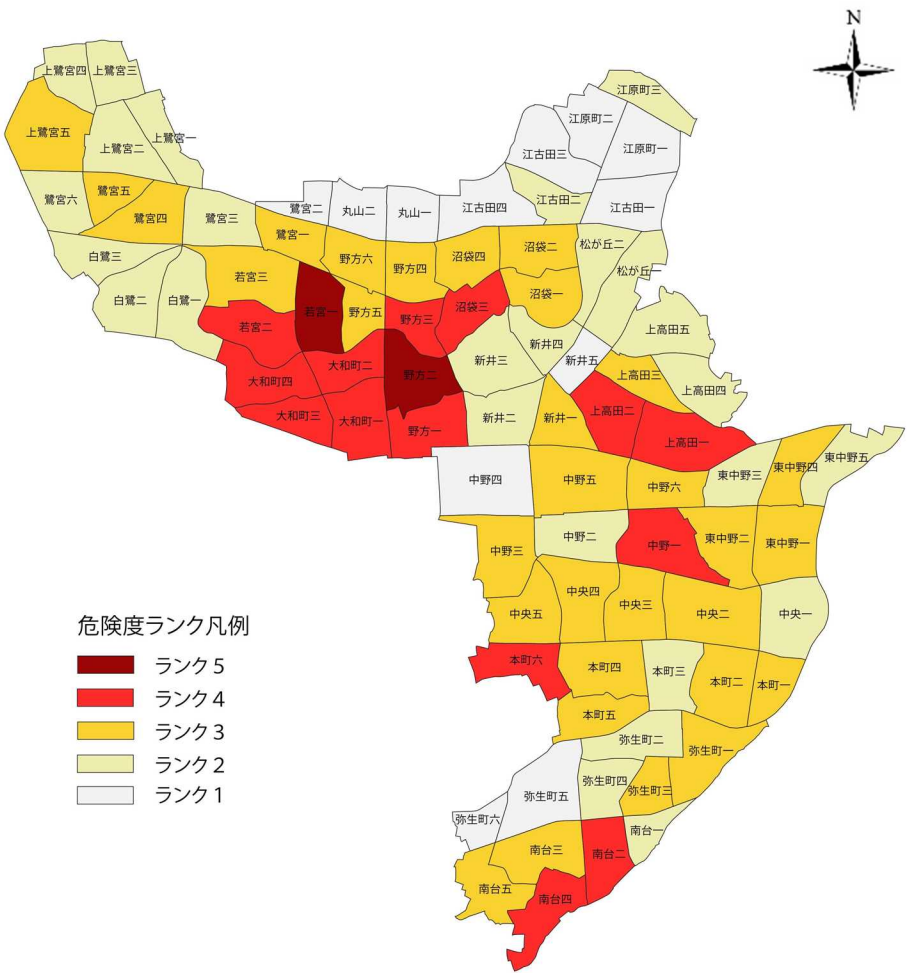 N
江原町三
上鷺宮四
上鷺宮三
江原町二
上鷺宮五
上鷺宮一
上鷺宮二
江原町一
江古田三
鷺宮六
鷺宮五
江古田二
江古田一
鷺宮四
鷺宮三
鷺宮二
丸山二
丸山一
江古田四
鷺宮一
松が丘二
沼袋二
白鷺三
野方六
沼袋四
野方四
松が丘一
若宮三
白鷺二
白鷺一
沼袋一
沼袋三
若宮一
野方五
野方三
若宮二
上高田五
新井四
新井三
新井五
大和町二
野方二
上高田三
大和町四
上高田四
上高田二
大和町三
大和町一
野方一
新井二
新井一
上高田一
東中野五
東中野四
東中野三
中野四
中野五
中野六
中野二
中野一
東中野二
東中野一
中野三
中央四
中央三
中央五
中央二
中央一
本町六
本町四
本町三
本町二
本町一
本町五
弥生町二
弥生町一
弥生町四
弥生町三
弥生町五
弥生町六
南台一
南台三
南台二
南台五
南台四
危険度ランク凡例
ランク５
ランク４
ランク３
ランク２
ランク１